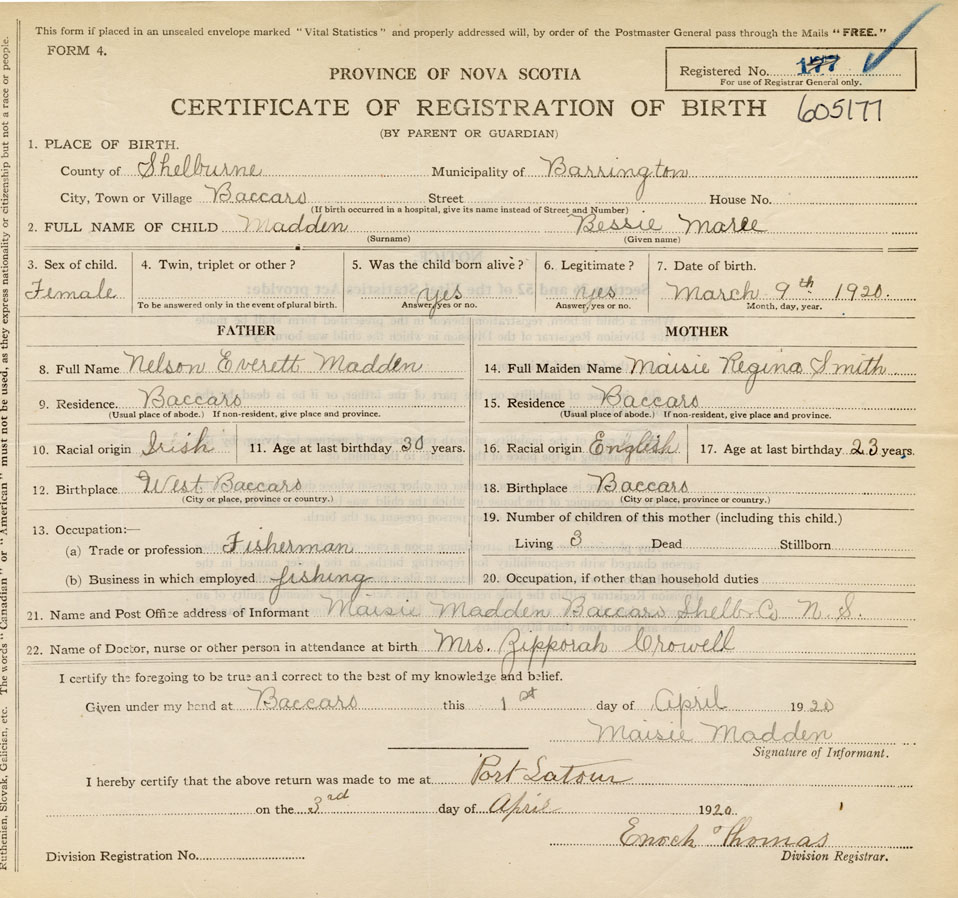 This form if placed in an unsealed envelope marked "Vital Statistics" and properly addressed will, by order of the Postmaster General pass through the Mails "FREE."
FORM 4.
Registered No. 177
For use of Registrar General only.
PROVINCE OF NOVA SCOTIA
CERTIFICATE OF REGISTRATION OF BIRTH 605177
(BY PARENT OR GUARDIAN)
1. PLACE OF BIRTH.
County of Shelburne Municipality of Barrington
City, Town or Village Baccaro Street House No.
(If birth occurred in a hospital, give its name instead of Street and Number)
2. FULL NAME OF CHILD Madden Bessie Marie
(Surname) (Given name)
3. Sex of child. 4. Twin, triplet or other? 5. Was the child born alive? 6. Legitimate? 7. Date of birth.
Female yes yes March 9th 1920.
To be answered only in the event of plural birth. Answer, yes or no. Answer, yes or no. Month, day, year.
FATHER
8. Full Name Nelson Everett Madden
9. Residence. Baccaro
(Usual place of abode.) If non-resident, give place and province.
10. Racial origin Irish 11. Age at last birthday 30 years.
12. Birthplace West Baccaro
(City or place, province or country.)
13. Occupation:—
(a) Trade or profession Fisherman
(b) Business in which employed fishing
MOTHER
14. Full Maiden Name Maisie Regina Smith
15. Residence Baccaro
(Usual place of abode.) If non-resident, give place and province.
16. Racial origin English 17. Age at last birthday 23 years.
18. Birthplace Baccaro
(City or place, province or country.)
19. Number of children of this mother (including this child.)
Living 3 Dead Stillborn
20. Occupation, if other than household duties
21. Name and Post Office address of Informant Maisie Madden Baccaro Shelb. Co N. S.
22. Name of Doctor, nurse or other person in attendance at birth Mrs. Zipporah Crowell
I certify the foregoing to be true and correct to the best of my knowledge and belief.
Given under my hend at Baccaro this 1st day of April 1920
Maisie Madden
Signature of Informant.
I hereby certify that the above return was made to me at Port Latour
on the 3rd day of April 1920.
Enoch Thomas
Division Registrar.
Division Registration No.
Ruthenian, Slovak, Galician, etc. The words "Canadian" or "American" must not be used, as they express nationality or citizenship but not a race or people.